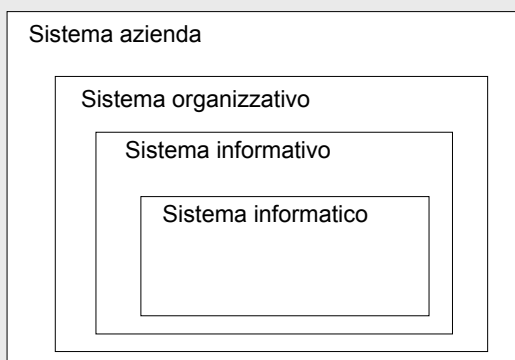 Sistema azienda
Sistema organizzativo
Sistema informativo
Sistema informatico